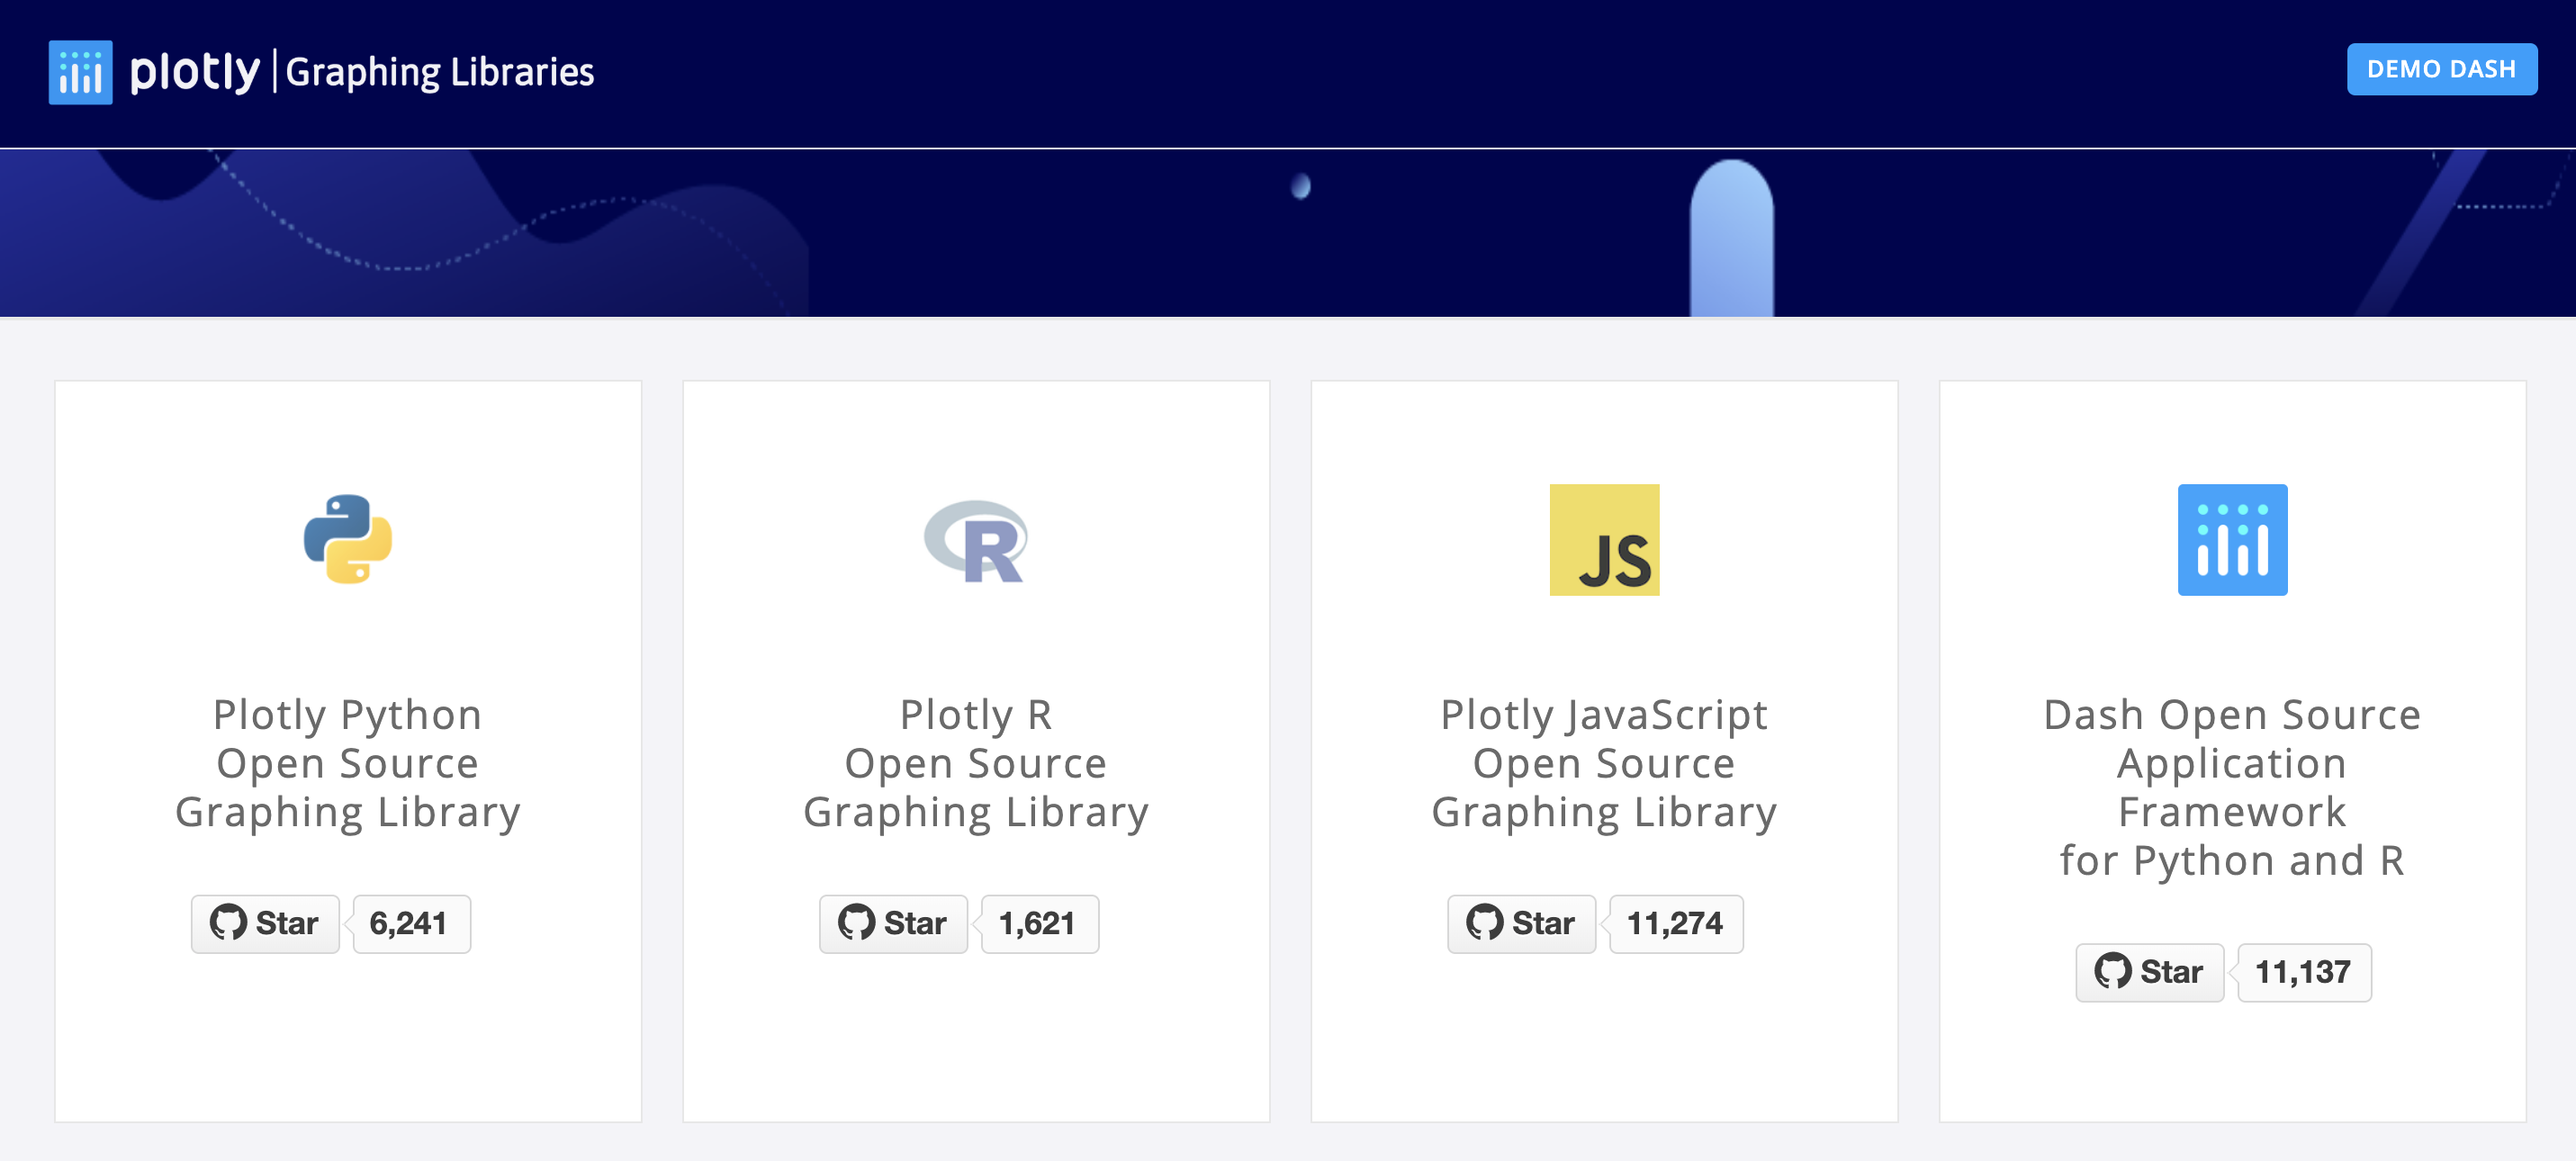 plotly | Graphing Libraries
DEMO DASH
Plotly Python
Open Source
Graphing Library
Star 6,241
R
Plotly R
Open Source
Graphing Library
Star 1,621
JS
Plotly JavaScript
Open Source
Graphing Library
Star 11,274
Dash Open Source
Application
Framework
for Python and R
Star 11,137